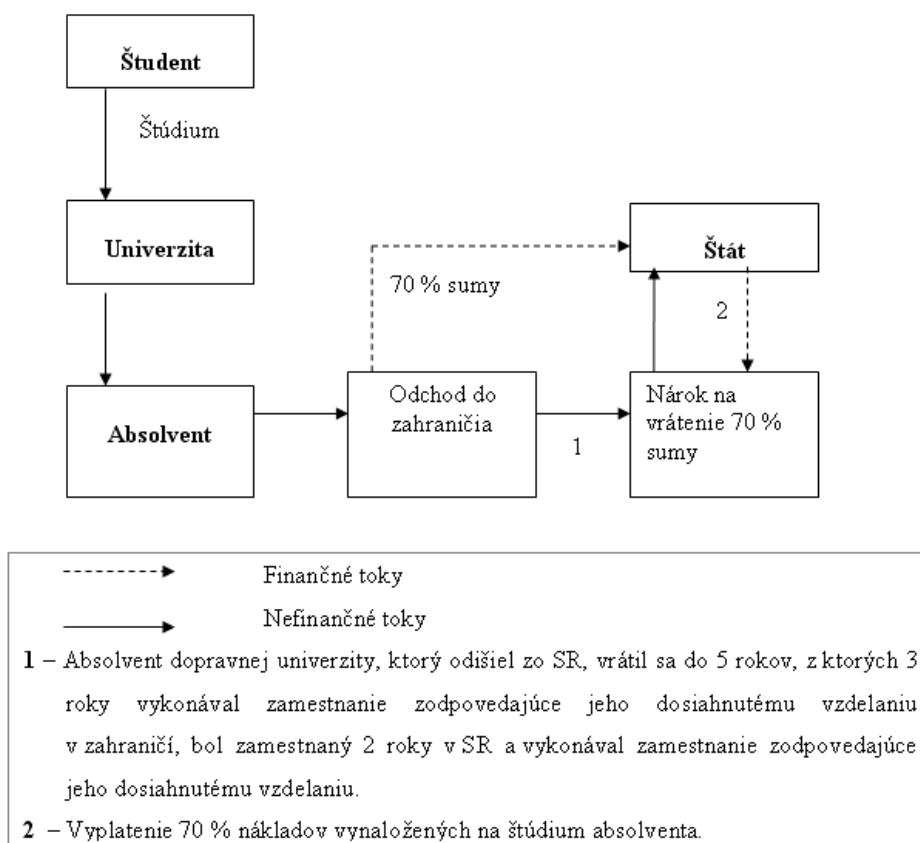 Študent
Štúdium
Univerzita
Štát
70 % sumy
2
Absolvent
Odchod do
zahraničia
1
Nárok na
vrátenie 70 %
sumy
Finančné toky
Nefinančné toky
1 – Absolvent dopravnej univerzity, ktorý odišiel zo SR, vrátil sa do 5 rokov, z ktorých 3
roky vykonával zamestnanie zodpovedajúce jeho dosiahnutému vzdelaniu
v zahraničí, bol zamestnaný 2 roky v SR a vykonával zamestnanie zodpovedajúce
jeho dosiahnutému vzdelaniu.
2 – Vyplatenie 70 % nákladov vynaložených na štúdium absolventa.